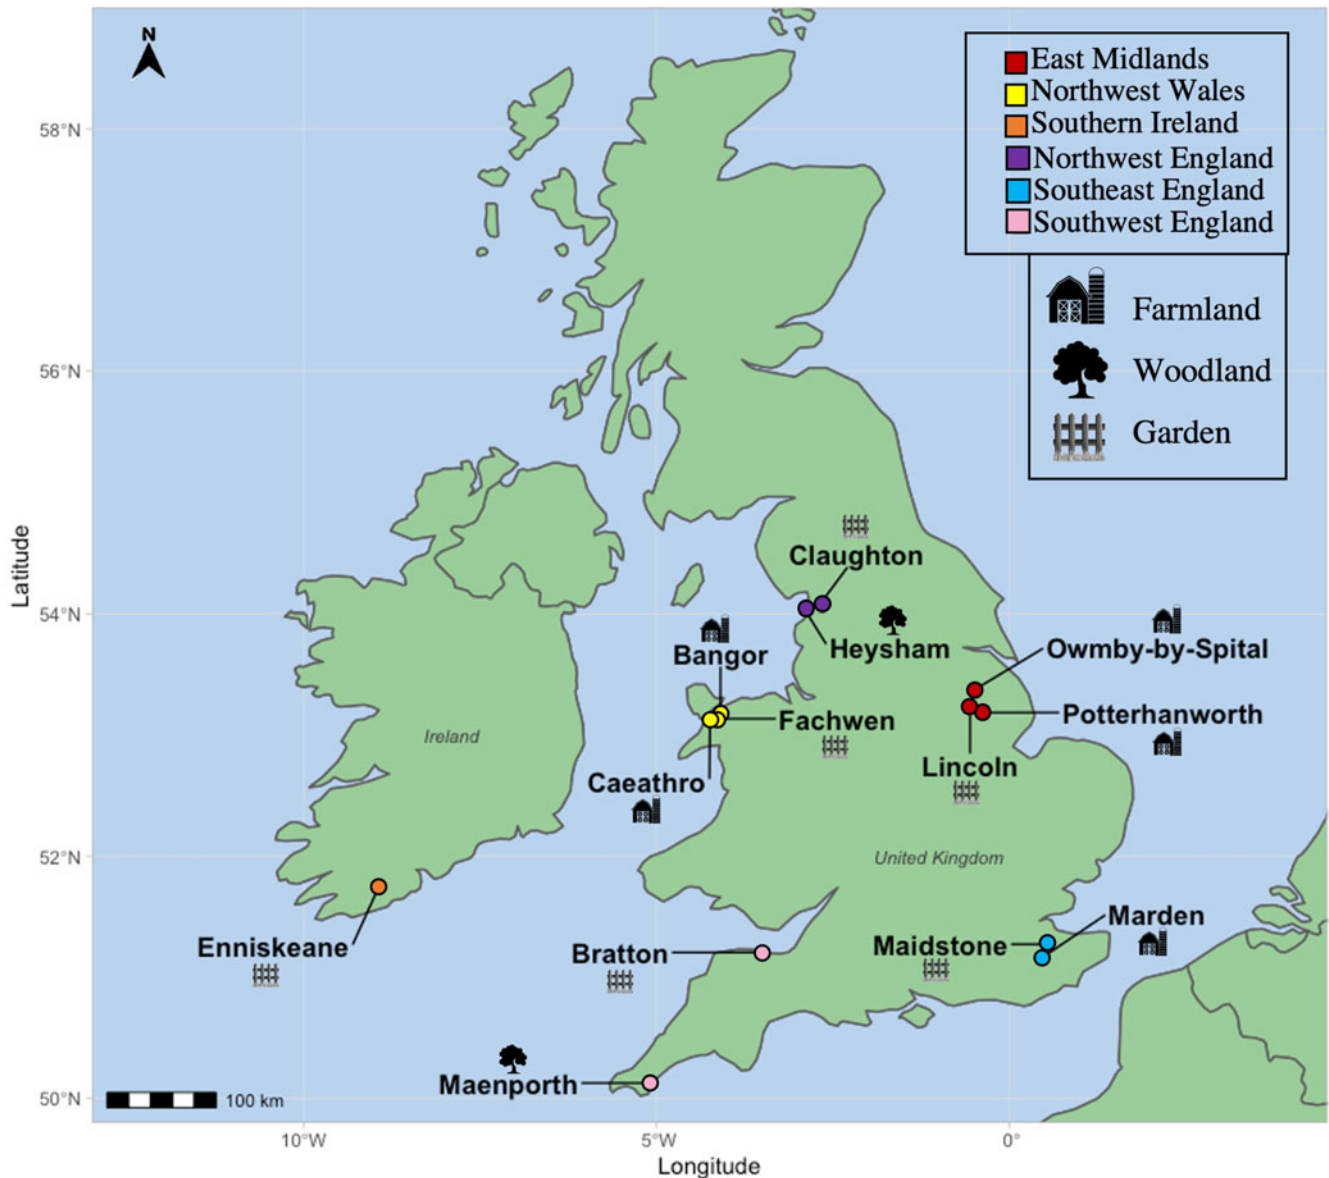 N
East Midlands
Northwest Wales
Southern Ireland
Northwest England
Southeast England
Southwest England
Farmland
Woodland
Garden
58°N
56°N
54°N
52°N
50°N
Latitude
Claughton
Heysham
Bangor
Owmby-by-Spital
Fachwen
Potterhanworth
Ireland
Lincoln
Caeathro
United Kingdom
Marden
Enniskeane
Bratton
Maidstone
Maenporth
100 km
10°W
5°W
0°
Longitude